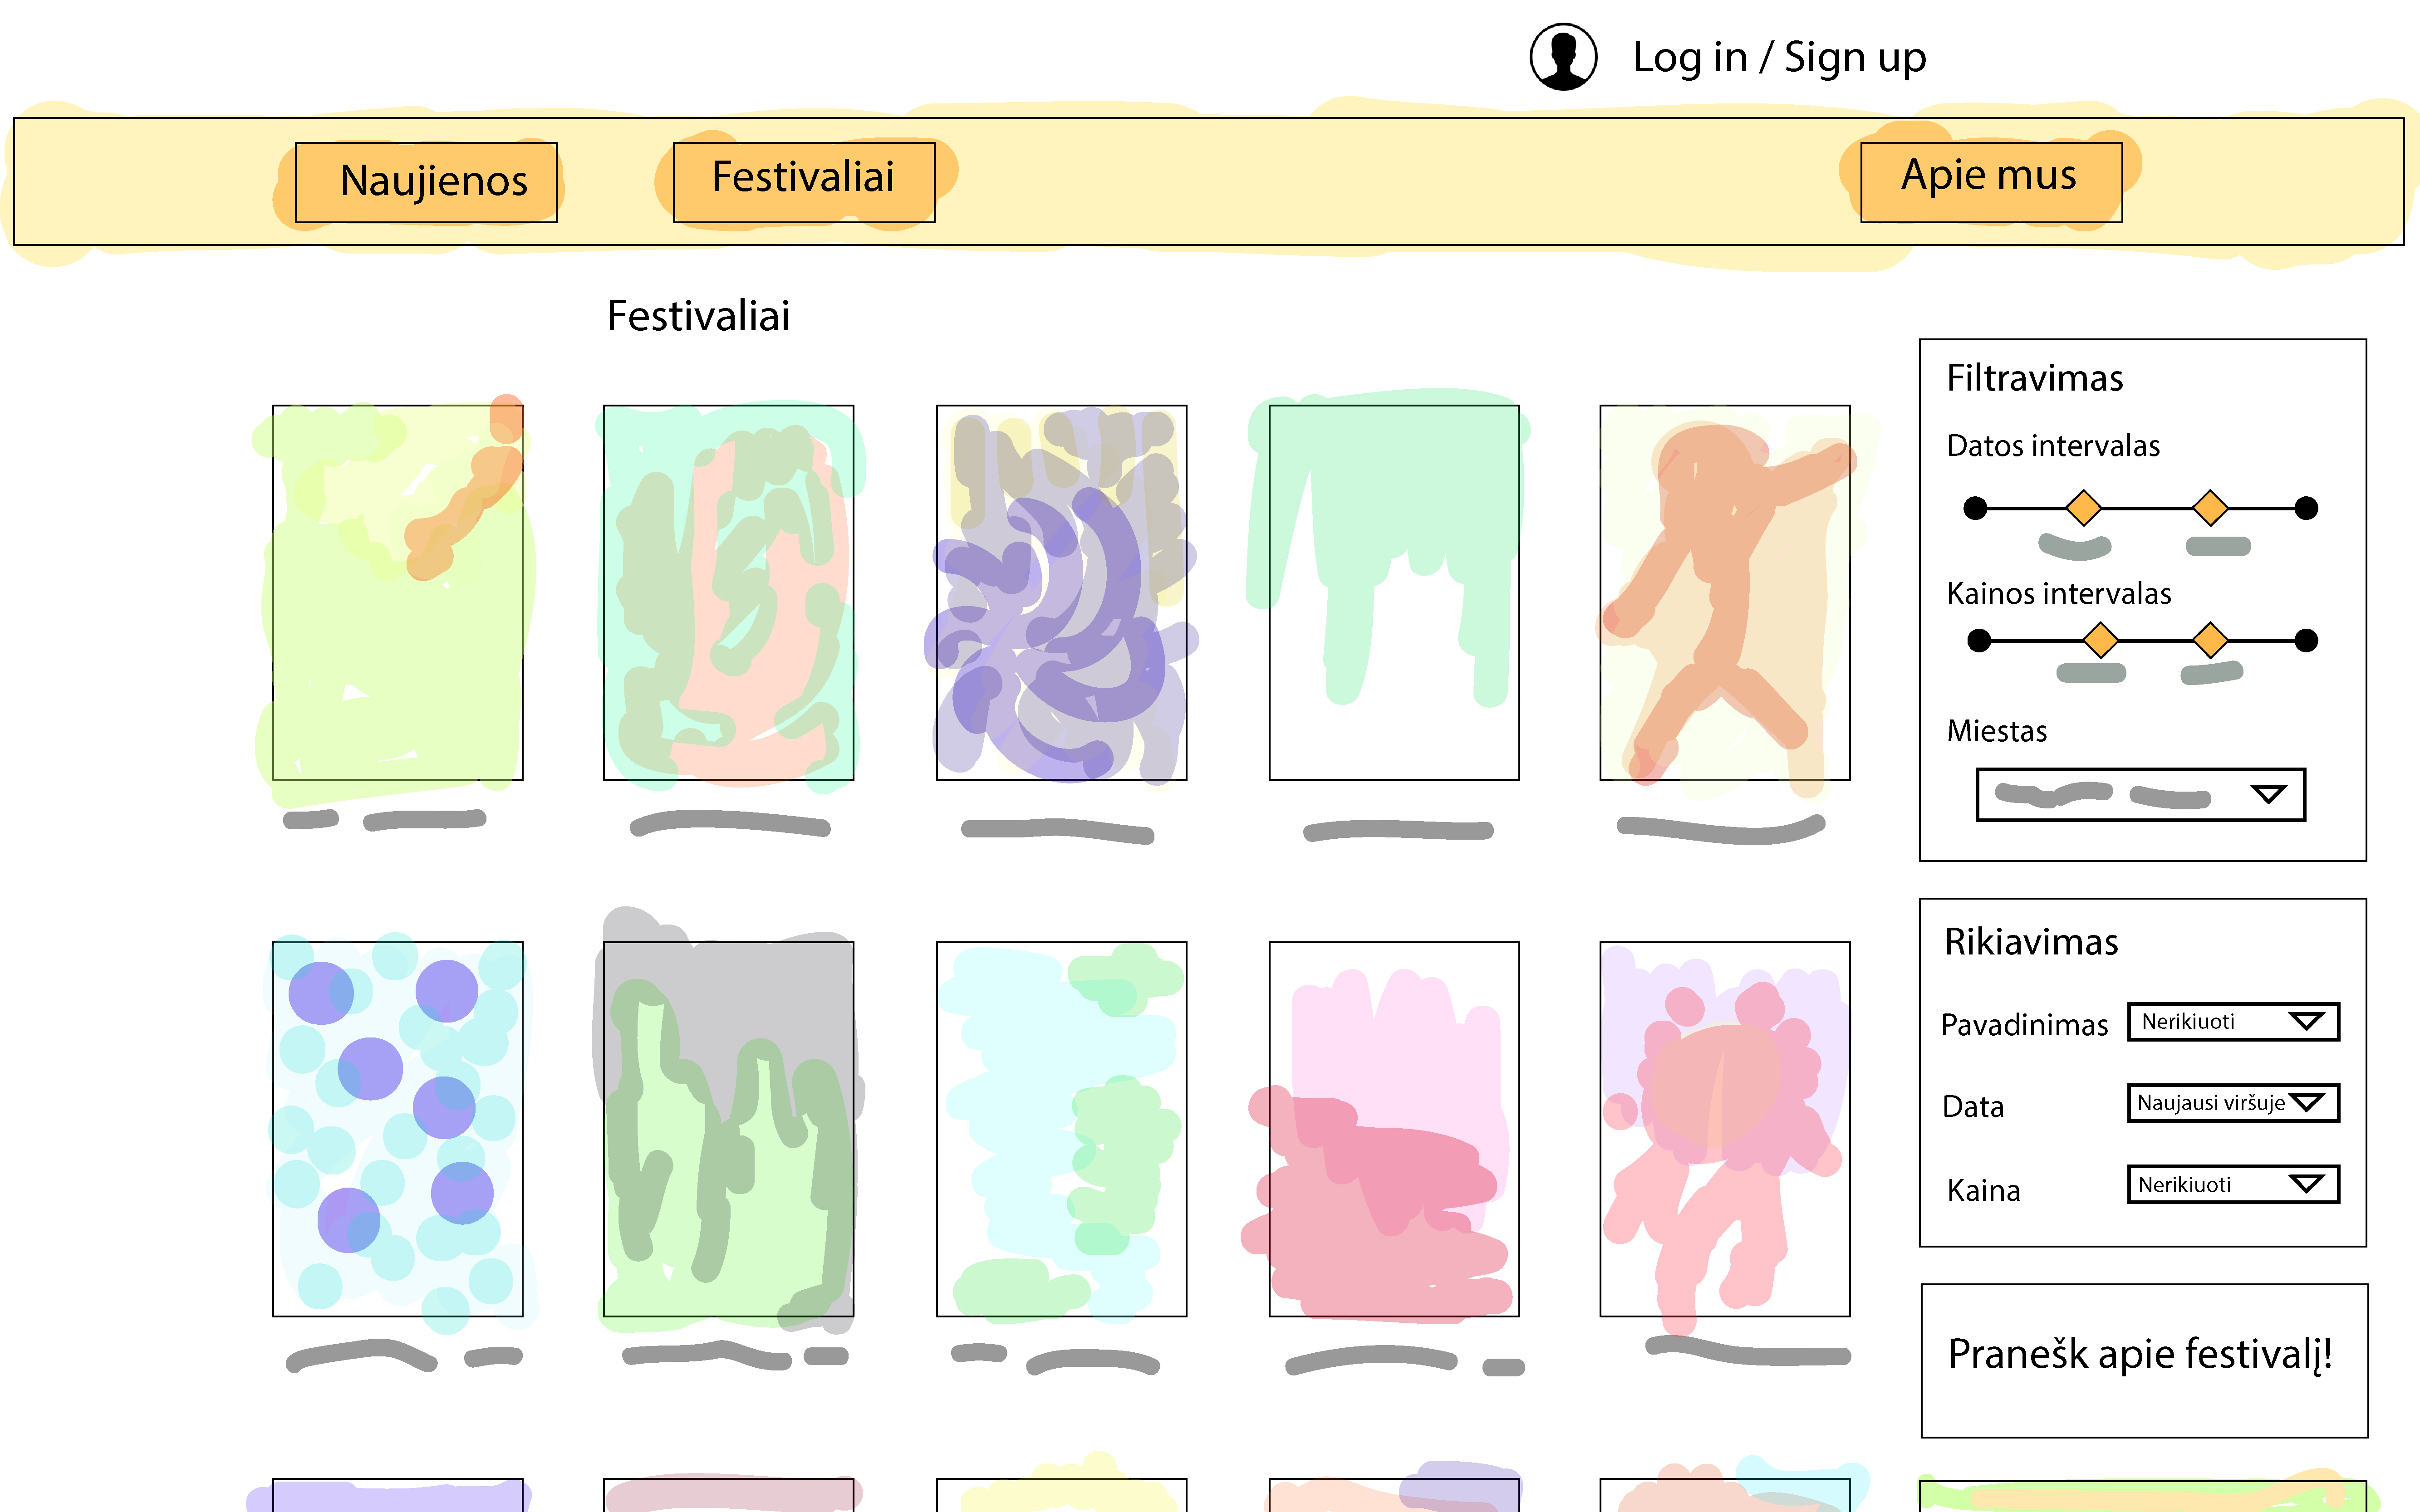 Log in / Sign up
Naujienos
Festivaliai
Apie mus
Festivaliai
Filtravimas
Datos intervalas
Kainos intervalas
Miestas
Rikiavimas
Pavadinimas Nerikiuoti
Data Naujausi viršuje
Kaina Nerikiuoti
Pranešk apie festivalį!